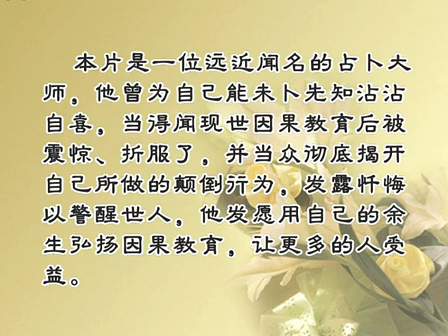 本片是一位远近闻名的占卜大
师，他曾为自己能未卜先知沾沾
自喜，当得闻现世因果教育后被
震惊、折服了，并当众彻底揭开
自己所做的颠倒行为，发露忏悔
以警醒世人，他发愿用自己的余
生弘扬因果教育，让更多的人受
益。